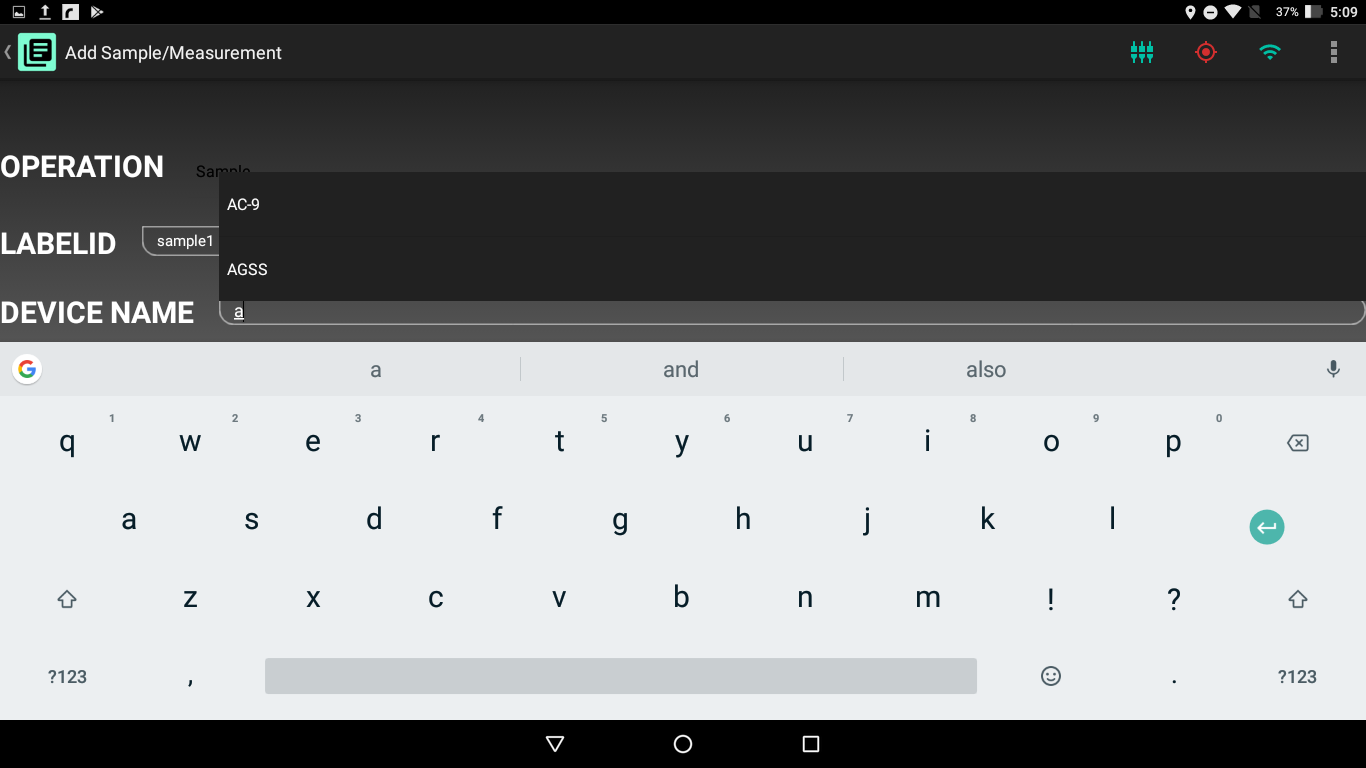 37% 5:09
Add Sample/Measurement
OPERATION Sample
AC-9
LABELID sample1
AGSS
DEVICE NAME a
a and also
1 2 3 4 5 6 7 8 9 0
q w e r t y u i o p
a s d f g h j k l
z x c v b n m ! ?
?123 , . ?123